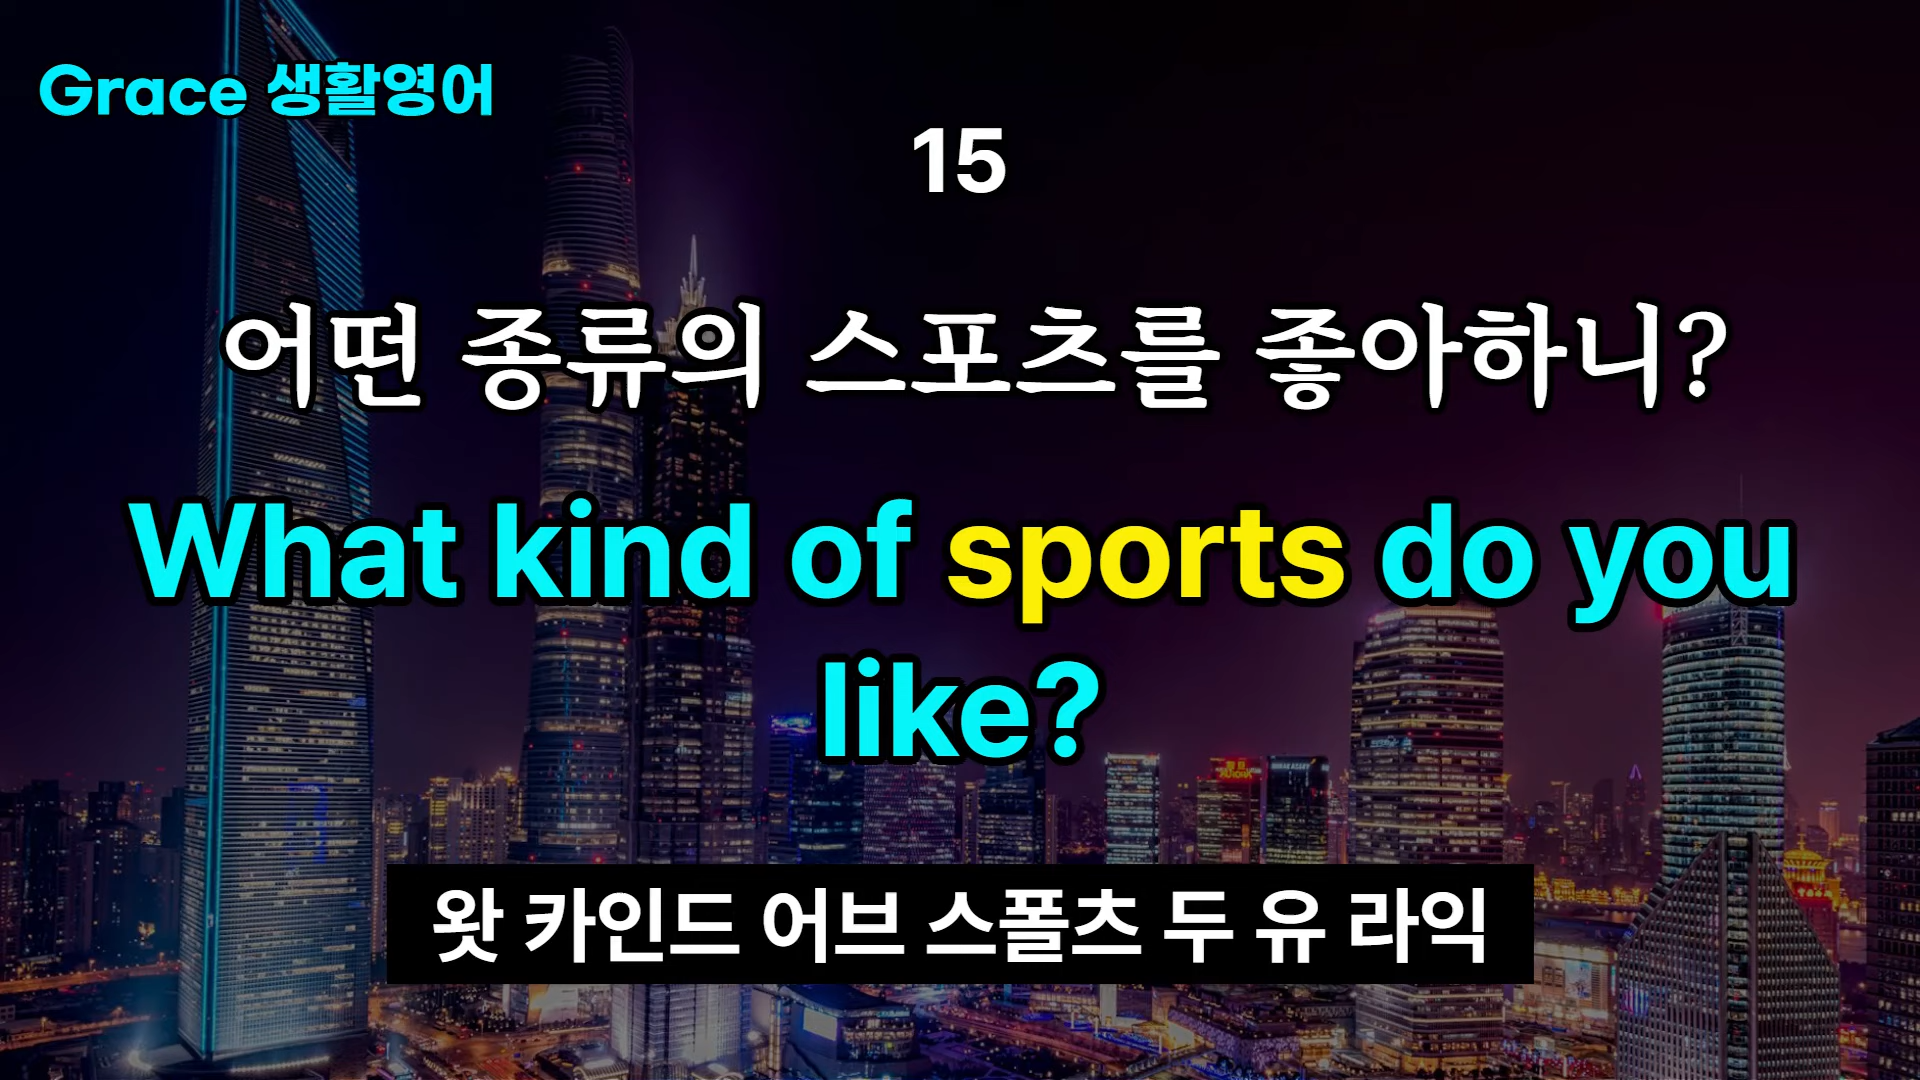 Grace 생활영어
15
어떤 종류의 스포츠를 좋아하니?
What kind of sports do you
like?
왓 카인드 어브 스폴츠 두 유 라익